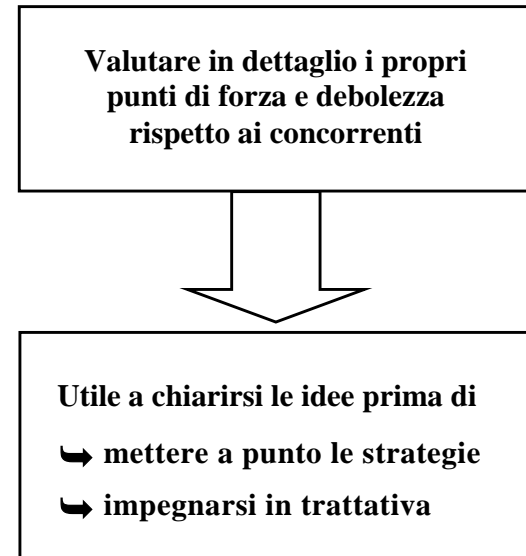 Valutare in dettaglio i propri
punti di forza e debolezza
rispetto ai concorrenti
Utile a chiarirsi le idee prima di
➥ mettere a punto le strategie
➥ impegnarsi in trattativa